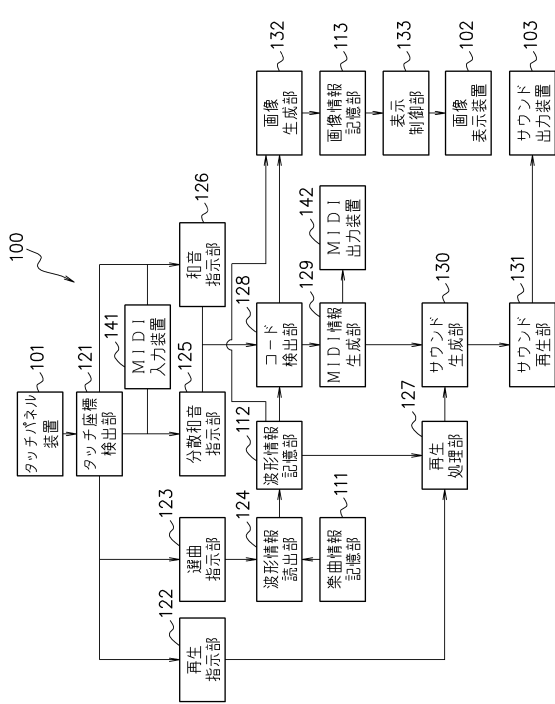 100
タッチパネル
装置
101
タッチ座標
検出部
121
MIDI
入力装置
141
再生
指示部
122
選曲
指示部
123
分散和音
指示部
125
和音
指示部
126
波形情報
読出部
124
波形情報
記憶部
112
コード
検出部
128
画像
生成部
132
楽曲情報
記憶部
111
MIDI情報
生成部
129
MIDI
出力装置
142
画像情報
記憶部
113
表示
制御部
133
再生
処理部
127
サウンド
生成部
130
画像
表示装置
102
サウンド
再生部
131
サウンド
出力装置
103